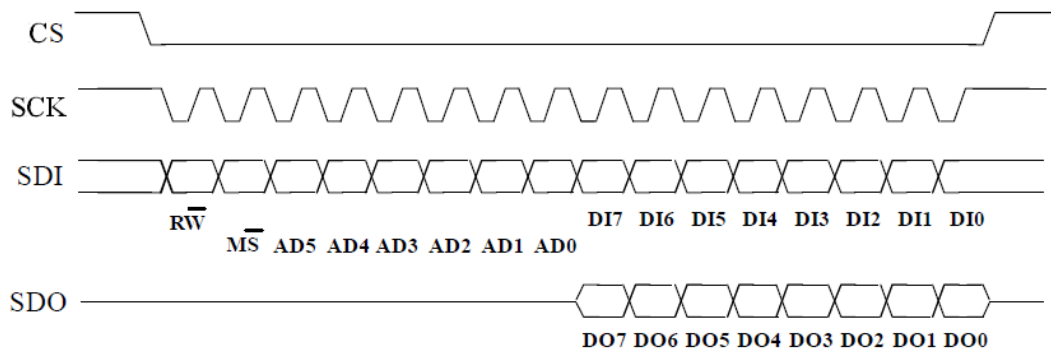 CS
SCK
SDI
RW̅ DI7 DI6 DI5 DI4 DI3 DI2 DI1 DI0
MS̅ AD5 AD4 AD3 AD2 AD1 AD0
SDO
DO7 DO6 DO5 DO4 DO3 DO2 DO1 DO0